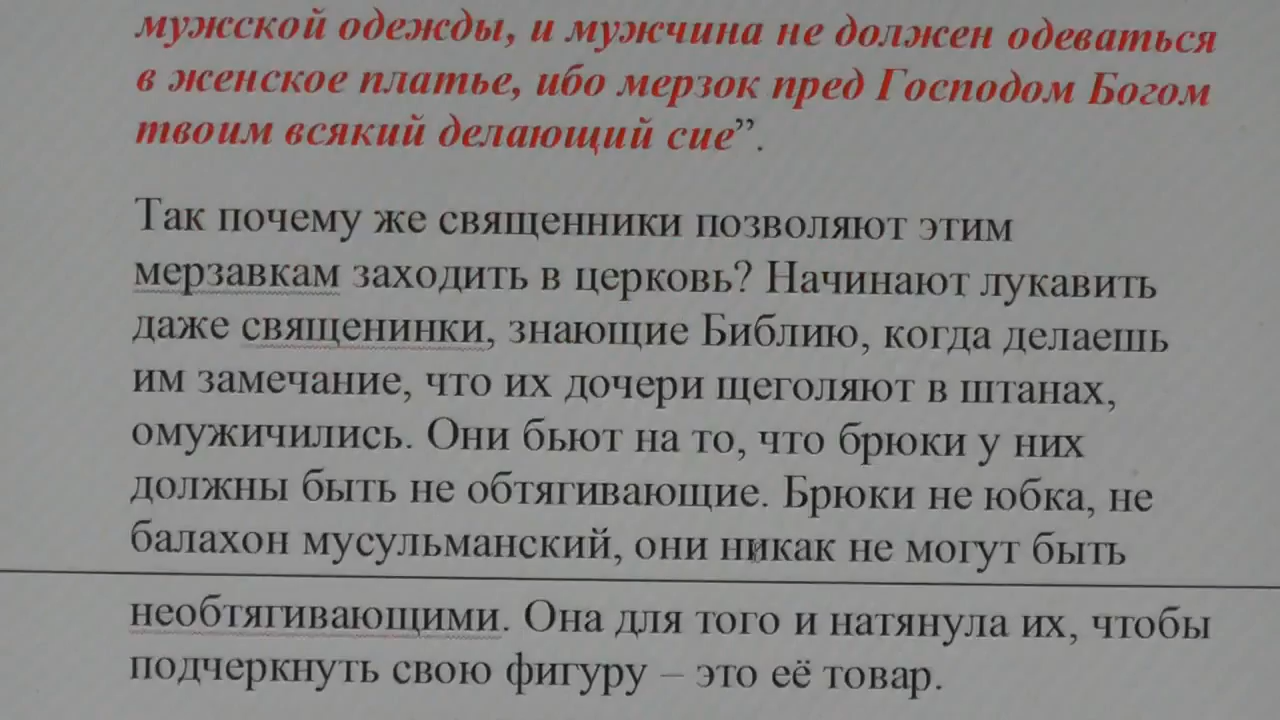 мужской одежды, и мужчина не должен одеваться
в женское платье, ибо мерзок пред Господом Богом
твоим всякий делающий сие”.
Так почему же священники позволяют этим
мерзавкам заходить в церковь? Начинают лукавить
даже священинки, знающие Библию, когда делаешь
им замечание, что их дочери щеголяют в штанах,
омужичились. Они бьют на то, что брюки у них
должны быть не обтягивающие. Брюки не юбка, не
балахон мусульманский, они никак не могут быть
необтягивающими. Она для того и натянула их, чтобы
подчеркнуть свою фигуру – это её товар.